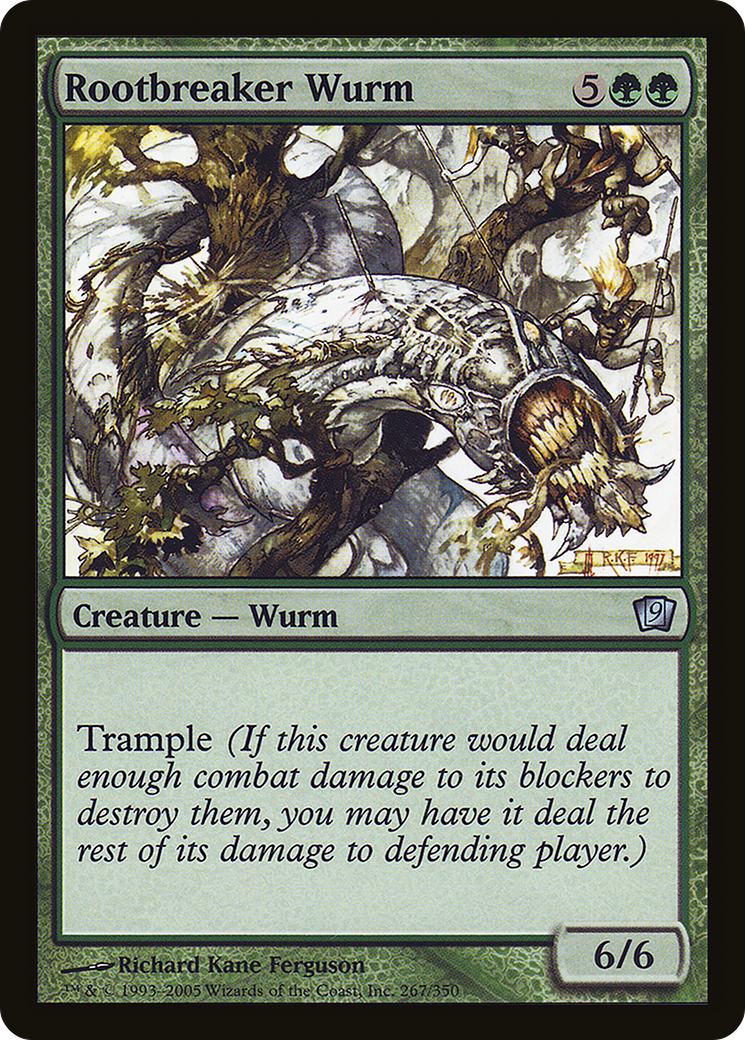 Rootbreaker Wurm 5
R.K.F. 1997
Creature — Wurm
9
Trample (If this creature would deal
enough combat damage to its blockers to
destroy them, you may have it deal the
rest of its damage to defending player.)
6/6
Richard Kane Ferguson
™ & © 1993–2005 Wizards of the Coast, Inc. 267/350